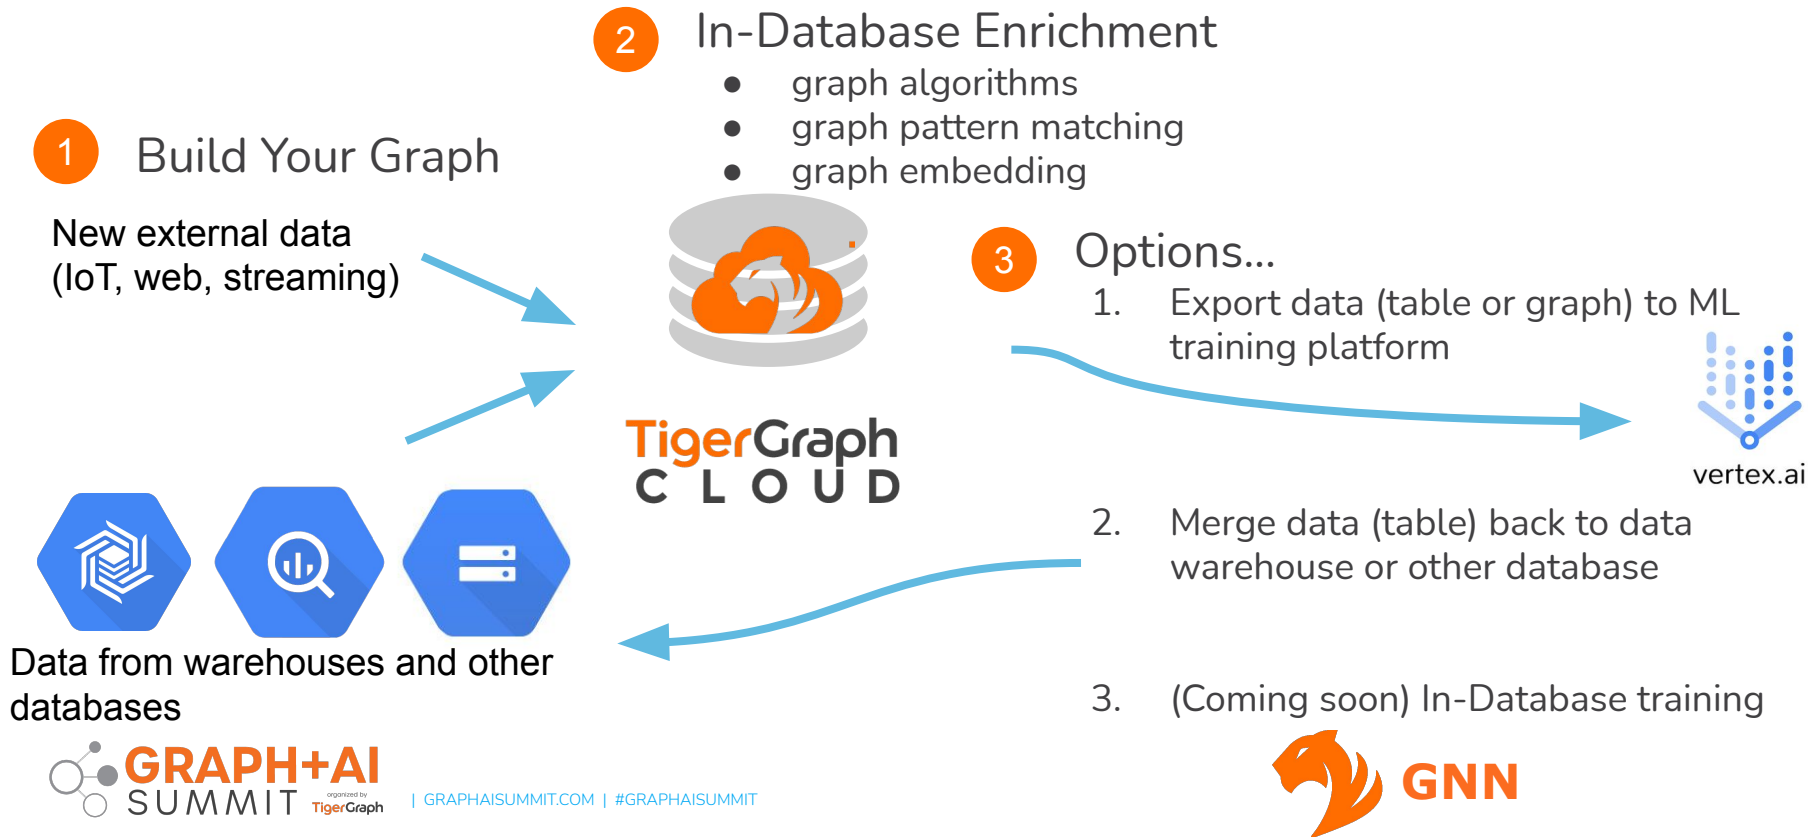 1 Build Your Graph
New external data
(IoT, web, streaming)
2 In-Database Enrichment
● graph algorithms
● graph pattern matching
● graph embedding
TigerGraph
CLOUD
3 Options...
1. Export data (table or graph) to ML
training platform
vertex.ai
2. Merge data (table) back to data
warehouse or other database
3. (Coming soon) In-Database training
GNN
Data from warehouses and other
databases
GRAPH+AI
SUMMIT
organized by
TigerGraph
| GRAPHAISUMMIT.COM | #GRAPHAISUMMIT